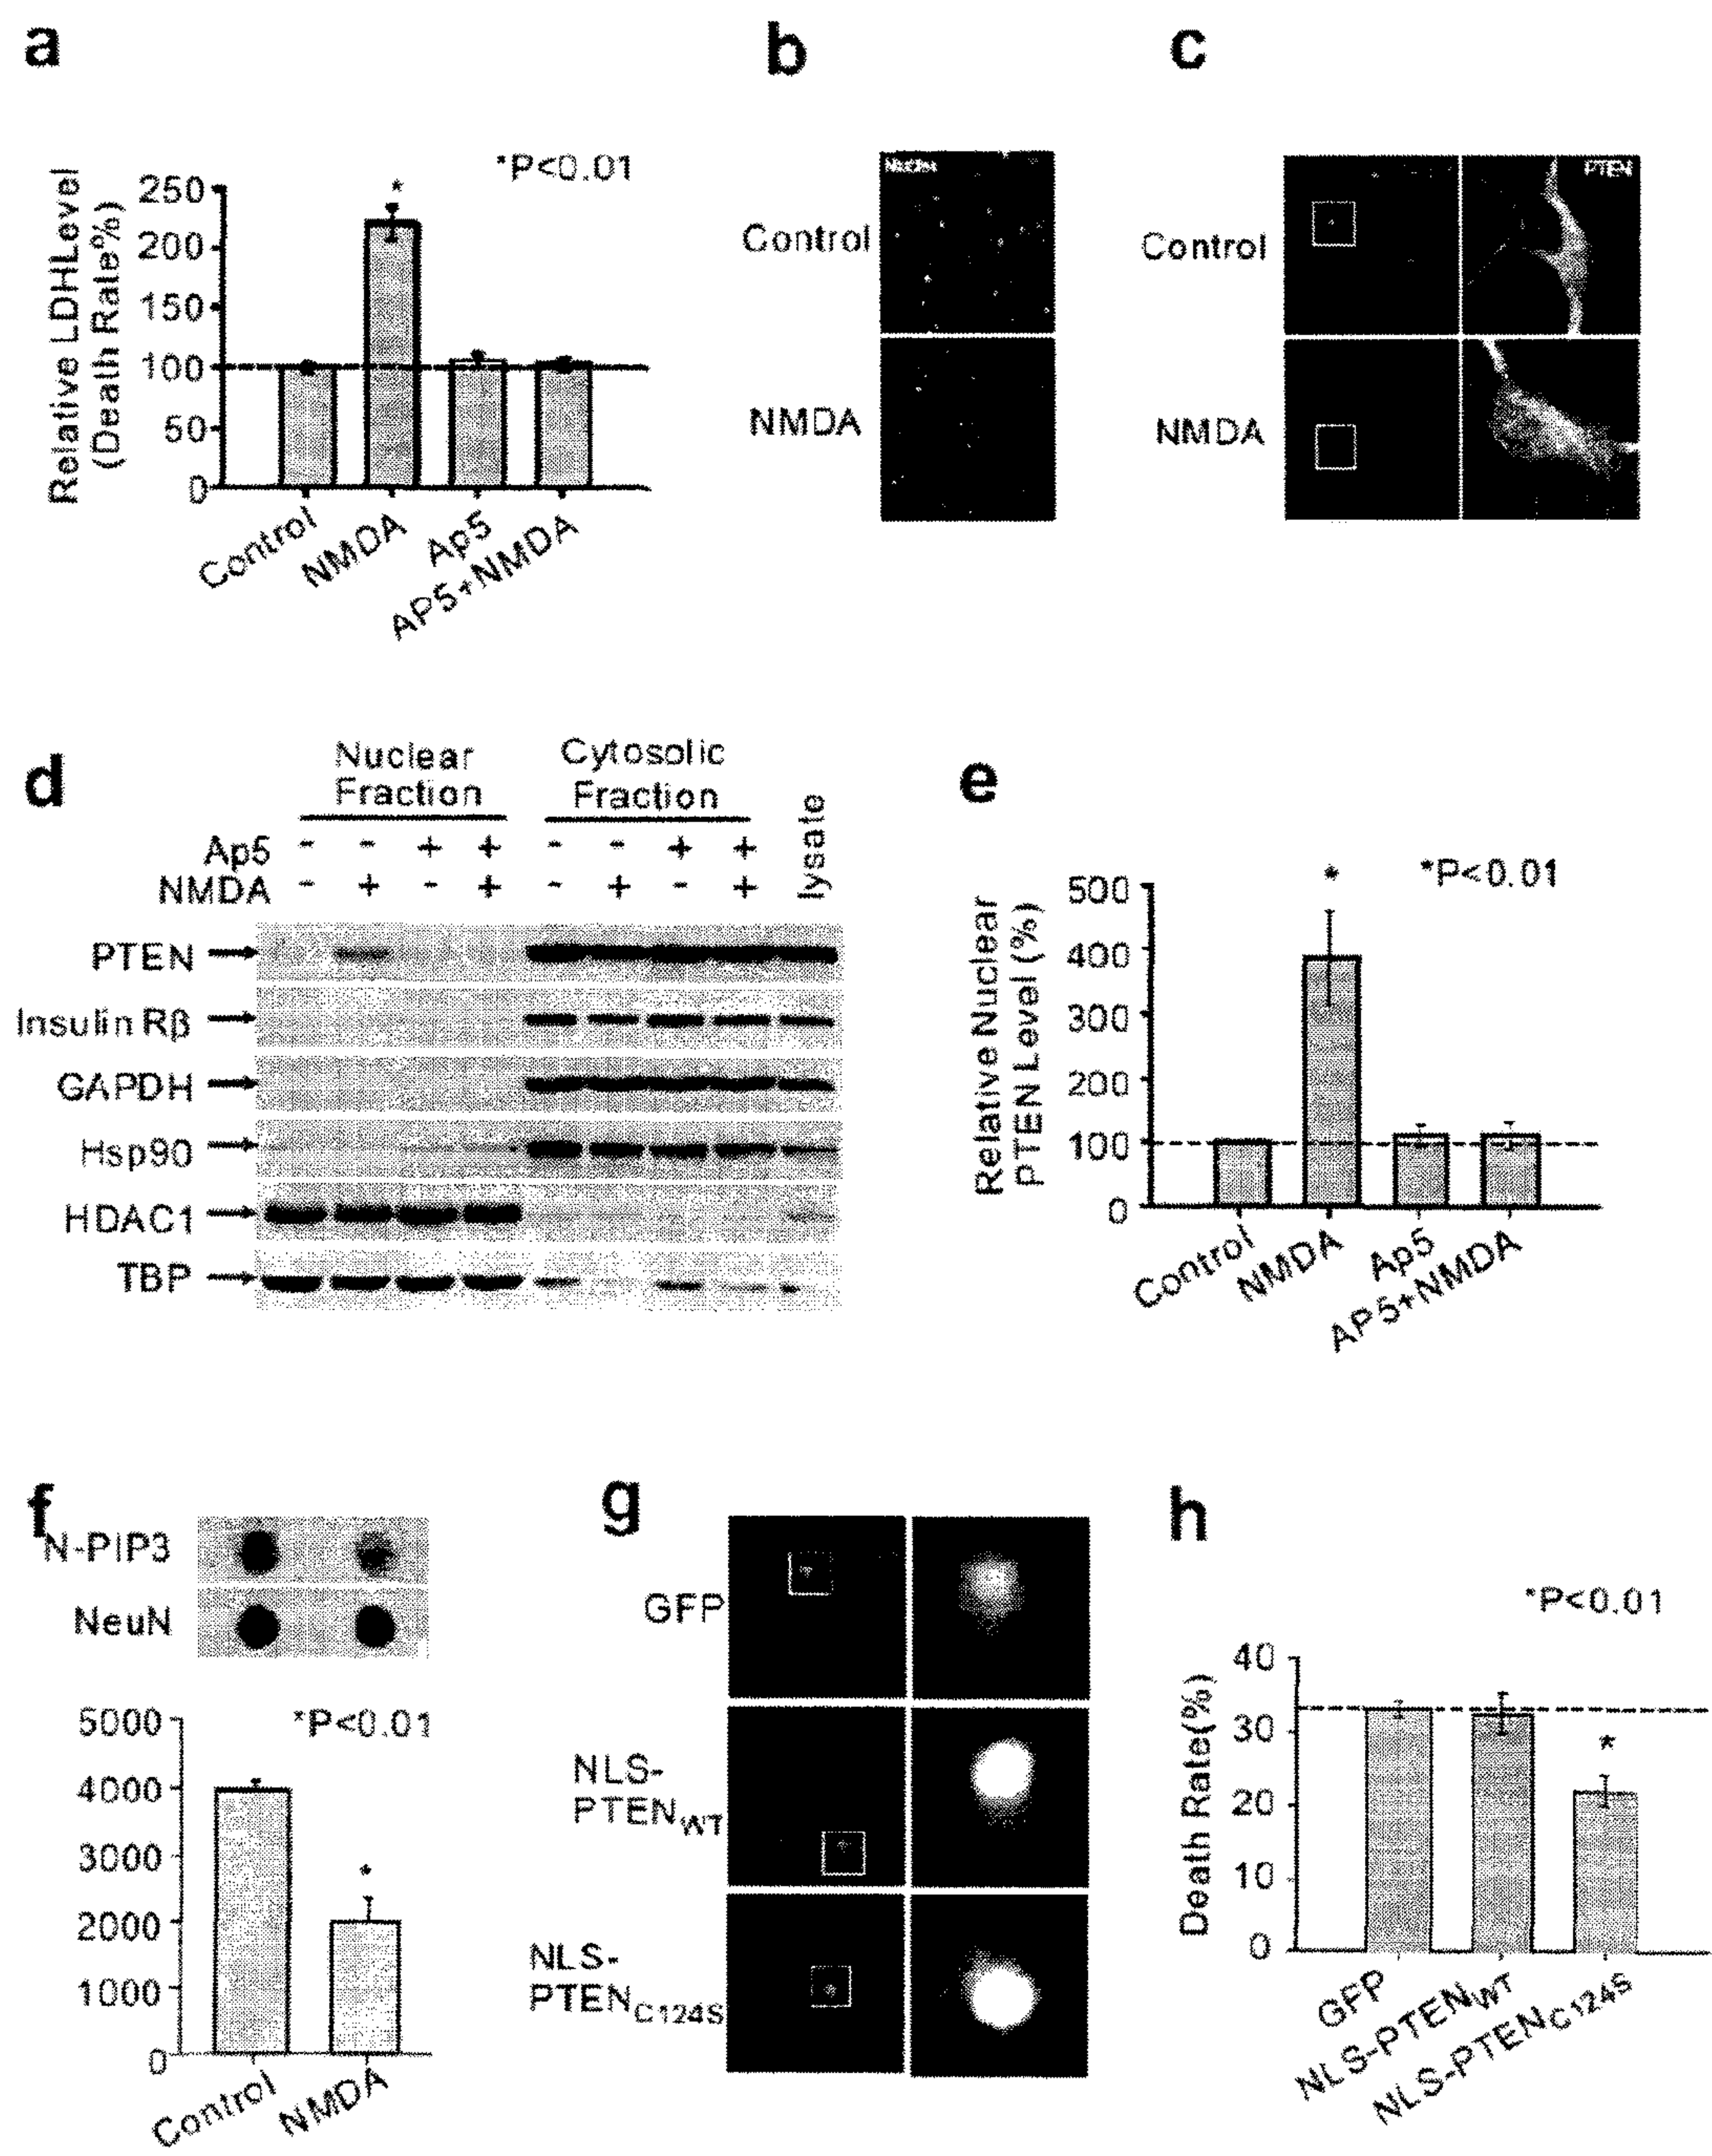 a
*P<0.01
Relative LDHLevel
(Death Rate%)
250
200
150
100
50
0
*
Control
NMDA
Ap5
AP5+NMDA
b
Nuclei
Control
NMDA
c
PTEN
Control
NMDA
d
Nuclear
Fraction
Cytosolic
Fraction
lysate
Ap5 - - + + - - + +
NMDA - + - + - + - +
PTEN
Insulin Rβ
GAPDH
Hsp90
HDAC1
TBP
e
*P<0.01
Relative Nuclear
PTEN Level (%)
500
400
300
200
100
0
*
Control
NMDA
Ap5
AP5+NMDA
f
N-PIP3
NeuN
*P<0.01
5000
4000
3000
2000
1000
0
*
Control
NMDA
g
GFP
NLS-
PTENWT
NLS-
PTENC124S
h
*P<0.01
Death Rate(%)
40
30
20
10
0
*
GFP
NLS-PTENWT
NLS-PTENC124S